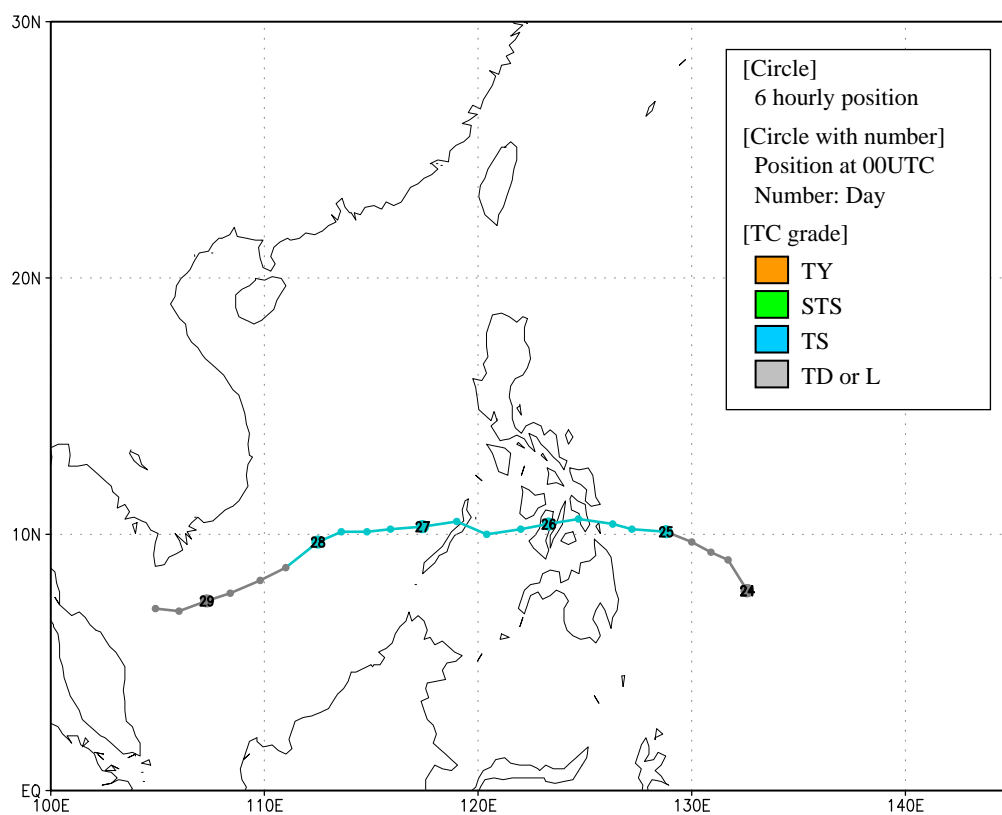 30N
[Circle]
6 hourly position
[Circle with number]
Position at 00UTC
Number: Day
[TC grade]
TY
STS
TS
TD or L
20N
10N
29
28
27
26
25
24
EQ
100E
110E
120E
130E
140E